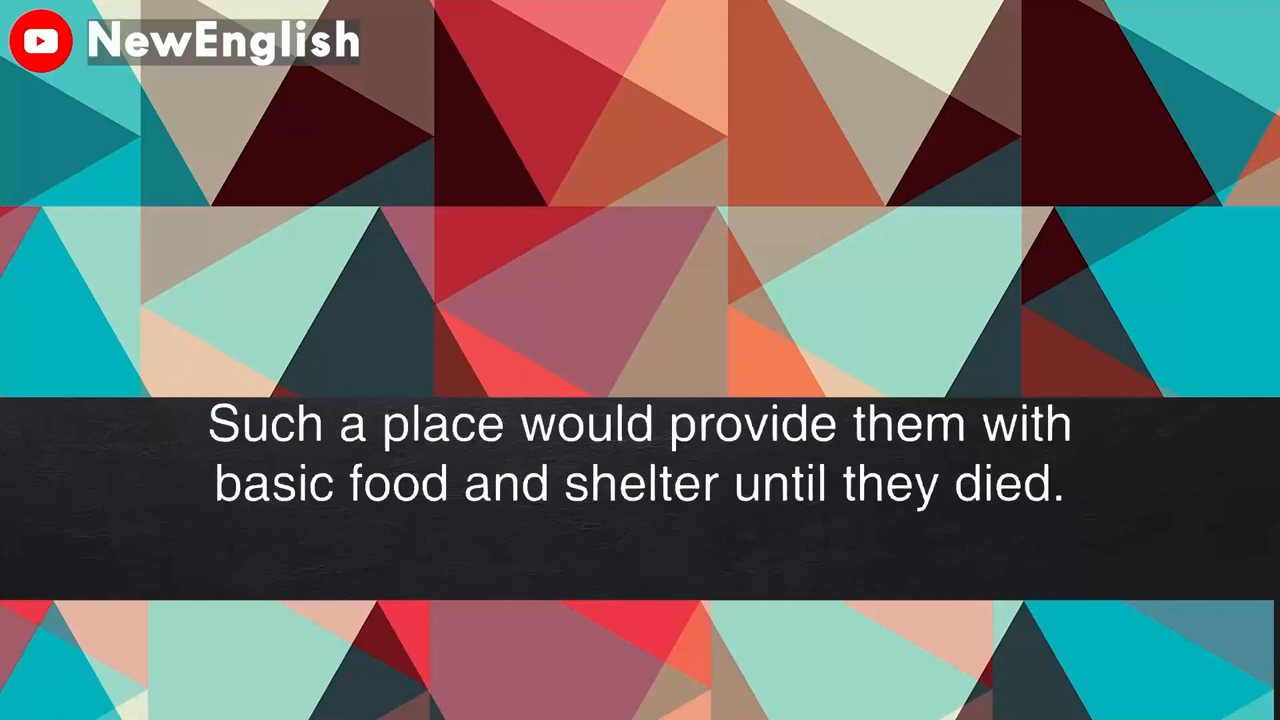 NewEnglish
Such a place would provide them with
basic food and shelter until they died.